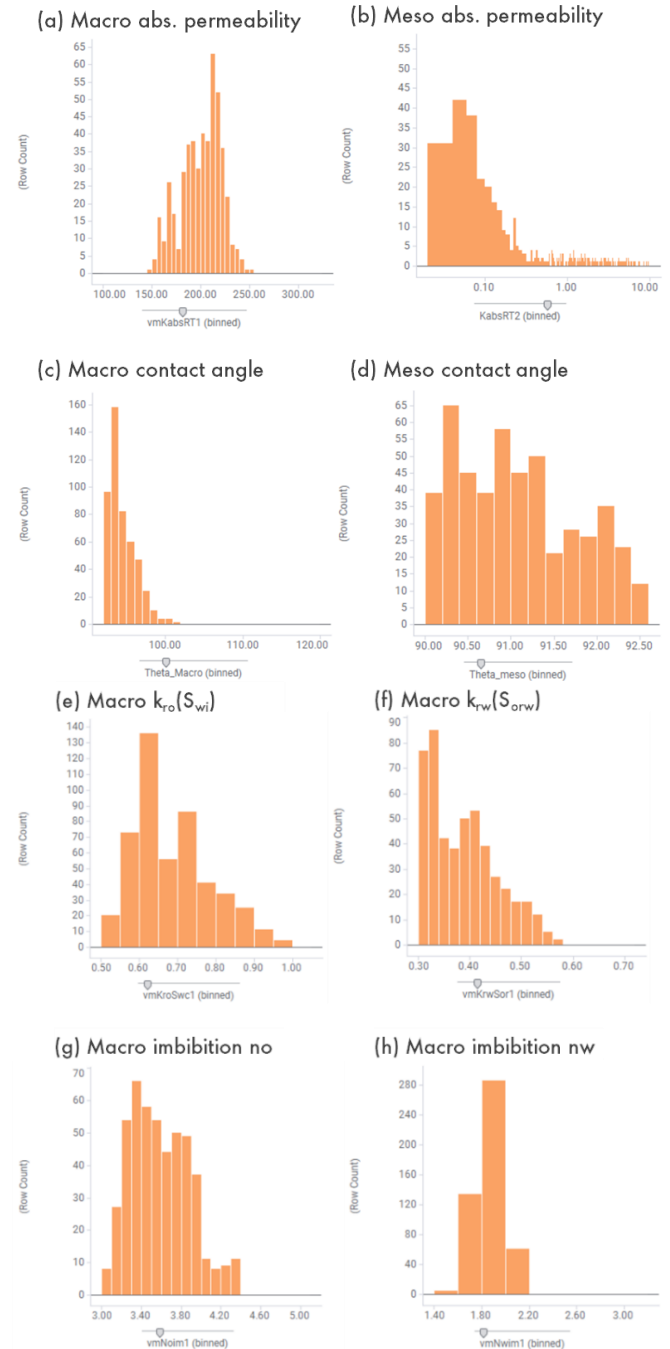 (a) Macro abs. permeability
65
60
55
50
45
40
35
30
25
20
15
10
5
0
(Row Count)
100.00 150.00 200.00 250.00 300.00
vmKabsRT1 (binned)
(b) Meso abs. permeability
55
50
45
40
35
30
25
20
15
10
5
0
(Row Count)
0.10 1.00 10.00
KabsRT2 (binned)
(c) Macro contact angle
160
140
120
100
80
60
40
20
0
(Row Count)
100.00 110.00 120.00
Theta_Macro (binned)
(d) Meso contact angle
65
60
55
50
45
40
35
30
25
20
15
10
5
0
(Row Count)
90.00 90.50 91.00 91.50 92.00 92.50
Theta_meso (binned)
(e) Macro kro(Swi)
140
130
120
110
100
90
80
70
60
50
40
30
20
10
0
(Row Count)
0.50 0.60 0.70 0.80 0.90 1.00
vmKroSwc1 (binned)
(f) Macro krw(Sorw)
90
80
70
60
50
40
30
20
10
0
(Row Count)
0.30 0.40 0.50 0.60 0.70
vmKrwSor1 (binned)
(g) Macro imbibition no
70
60
50
40
30
20
10
0
(Row Count)
3.00 3.40 3.80 4.20 4.60 5.00
vmNoim1 (binned)
(h) Macro imbibition nw
280
240
200
160
120
80
40
0
(Row Count)
1.40 1.80 2.20 2.60 3.00
vmNwim1 (binned)